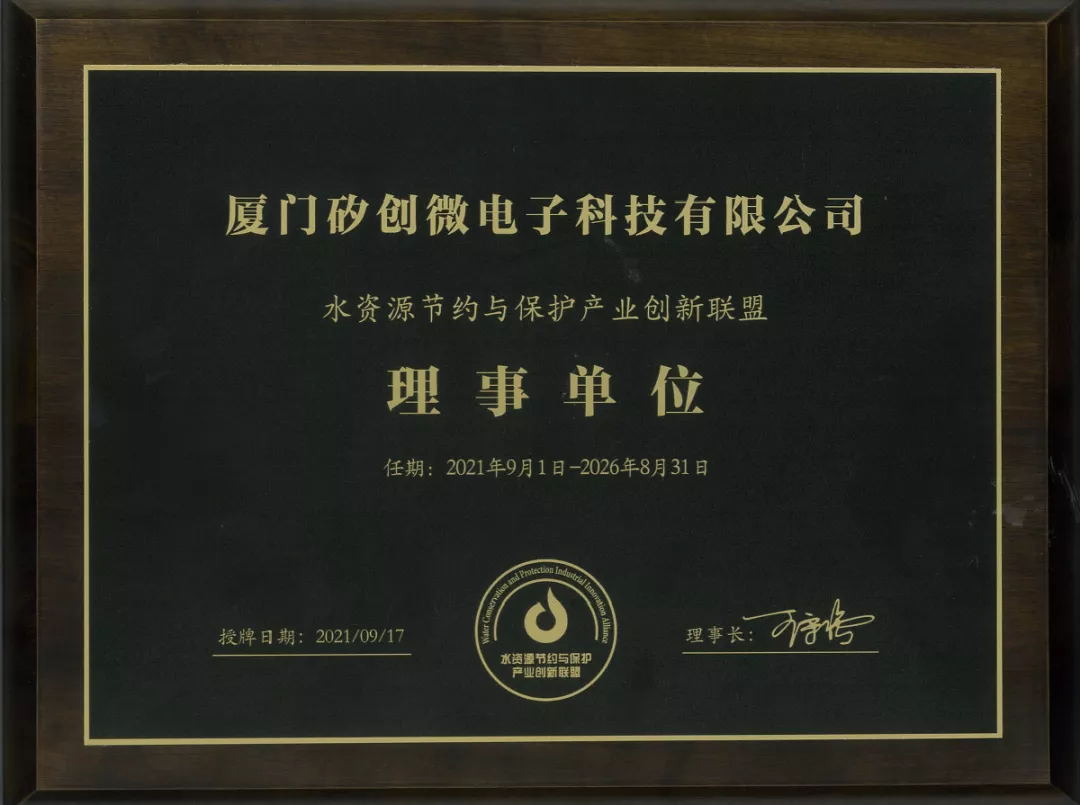 厦门矽创微电子科技有限公司
水资源节约与保护产业创新联盟
理事单位
任期：2021年9月1日-2026年8月31日
Water Conservation and Protection Industrial Innovation Alliance
水资源节约与保护
产业创新联盟
授牌日期：2021/09/17
理事长：